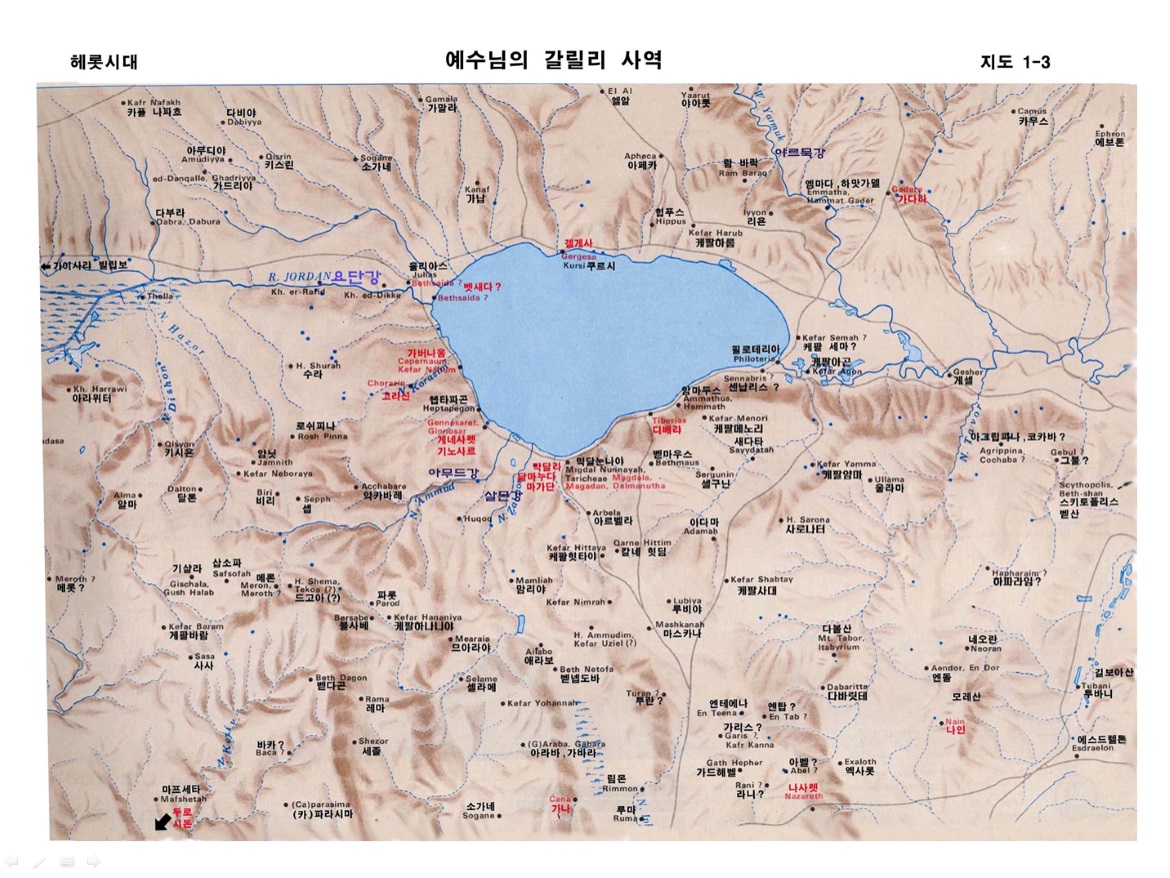 헤롯시대
예수님의 갈릴리 사역
지도 1-3
Kafr Nafakh
카플 나파흐
다비야
Dabiyya
Gamala
가말라
El Al
엘알
Yaarut
야아룻
W. Yarmuk
야르묵강
Camus
카무스
Ephron
에브론
아무디야
Amudiyya
Qisrin
키스린
Sogane
소가네
ed-Danqalle, Ghadriyya
가드리야
Kanaf
가납
Apheca
아페카
람 바락
Ram Baraq
엠마다,하맛가델
Emmatha,
Hammat Gader
Gadara
가다라
다부라
Dabra, Dabura
힙푸스
Hippus
Iyyon
리욘
Kefar Harub
케팔하룹
겔게사
Gergesa
Kursi 쿠르시
가이사랴 빌립보
R. JORDAN 요단강
Kh. er-Rafid
Kh. ed-Dikke
율리아스
Julias
Bethsaida ?
벳새다 ?
Bethsaida ?
Thella
N. Hazor
가버나움
Capernaum,
Kefar Nahum
Chorazin
고라신
N. Korazim
H. Shurah
수라
Kh. Harrawi
아라위터
N. Dishon
헵타파곤
Heptapegon
Gennesaret,
Ginnosar
게네사렛
기노사르
필로테리아
Philoteria
Kefar Semah ?
케팔 세마?
케팔아곤
Kefar Agon
Sennabris ?
센납리스 ?
Gesher
게셀
암마투스
Ammathus,
Hemmath
Tiberias
디베랴
Kefar Menori
케팔메노리
새다타
Sayydatah
로쉬피나
Rosh Pinna
Qisyon
키시온
얌닛
Jamnith
Kefar Neboraya
아무드강
N. Ammud
살몬강
N. Zalmon
막달라
달마누다
마가단
막달눈나야
Migdal Nunnayah,
Taricheae Magdala,
Magadan, Dalmanutha
벧마우스
Bethmaus
Sergunin
셀구닌
Kefar Yamma
케팔얌마
Ullama
울라마
아그립피나,코카바?
Agrippina
Cochaba ?
Gebul ?
그불?
Scythopolis,
Beth-shan
스키토폴리스
벧산
Alma
알마
Dalton
달톤
Biri
비리
Sepph
셉
Acchabare
악카바레
Huqoq
Arbela
아르벨라
아다마
Adamah
H. Sarona
사로나터
Kefar Hittaya
케팔힛타야
Qarne Hittim
칼네 힛딤
Meroth ?
메롯?
기샬라
Gischala,
Gush Halab
삽소파
Safsofah
메론
Meron,
Meroth ?
H. Shema,
Tekoa (?)
드고아(?)
Mamliah
맘리아
Kefar Nimrah
Kefar Shabtay
케팔사대
Lubiya
루비야
Hapharaim ?
하파라임?
파롯
Parod
Bersabe
블사베
Kefar Hananiya
케팔하나니야
Kefar Baram
게팔바람
Mearaia
므아라야
H. Ammudim,
Kefar Uziel (?)
Mashkanah
마스카나
다볼산
Mt. Tabor,
Itabyrium
네오란
Neoran
Sasa
사사
Ailabo
애라보
Beth Netofa
벧넵도바
Aendor, En Dor
엔돌
길보아산
Tubani
투바니
Beth Dagon
벧다곤
Selame
셀라메
Rama
레마
Kefar Yohannah
Turan ?
투란 ?
Dabaritta
다바릿데
모레산
엔테에나
En Teena
엔탑 ?
En Tab ?
Nain
나인
가리스 ?
Garis ?
Kafr Kanna
에스드렐톤
Esdraelon
N. Keziv
바카 ?
Baca ?
Shezor
세졸
(G)Araba, Gabara
아라바,가바라
Gath Hepher
가드헤벨
아벨 ?
Abel ?
Exaloth
엑사롯
마프세타
Mafshetah
두로
시돈
(Ca)parasima
(카)파라시마
소가네
Sogane
Cana
가나
림몬
Rimmon
루마
Ruma
Rani ?
라니?
나사렛
Nazareth